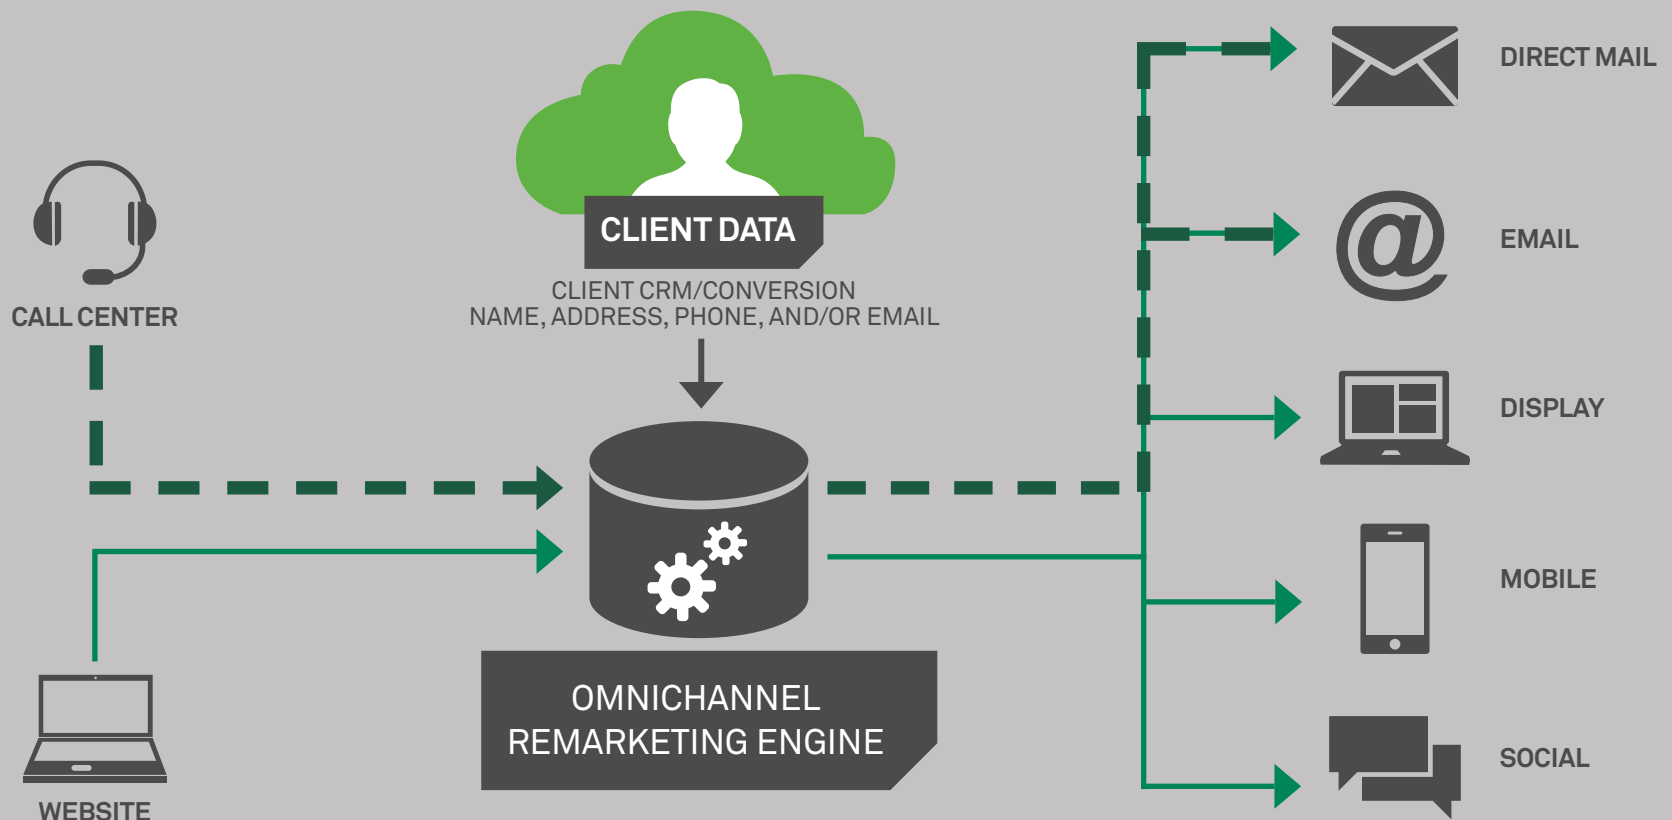 DIRECT MAIL
CLIENT DATA
EMAIL
CLIENT CRM/CONVERSION
NAME, ADDRESS, PHONE, AND/OR EMAIL
CALL CENTER
DISPLAY
MOBILE
OMNICHANNEL
REMARKETING ENGINE
SOCIAL
WEBSITE
@